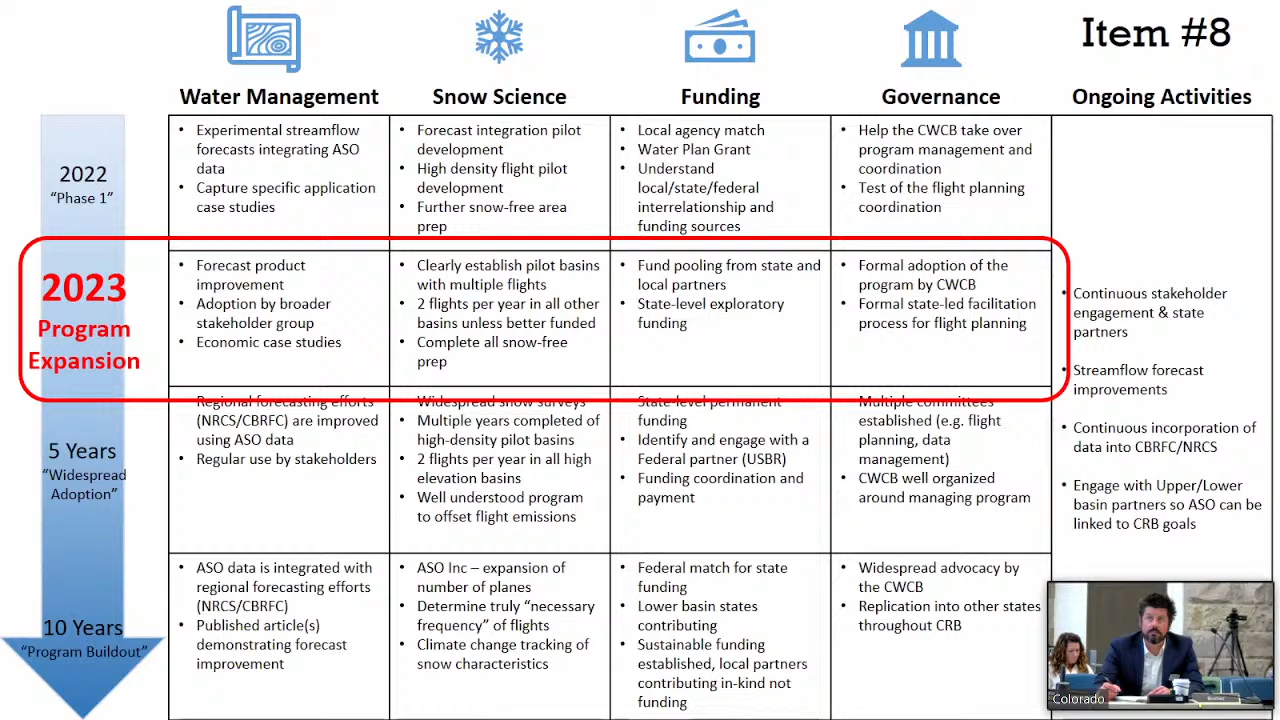 Item #8
Water Management
Snow Science
Funding
Governance
Ongoing Activities
2022
“Phase 1”
• Experimental streamflow
forecasts integrating ASO
data
• Capture specific application
case studies
• Forecast integration pilot
development
• High density flight pilot
development
• Further snow-free area
prep
• Local agency match
• Water Plan Grant
• Understand
local/state/federal
interrelationship and
funding sources
• Help the CWCB take over
program management and
coordination
• Test of the flight planning
coordination
2023
Program
Expansion
• Forecast product
improvement
• Adoption by broader
stakeholder group
• Economic case studies
• Clearly establish pilot basins
with multiple flights
• 2 flights per year in all other
basins unless better funded
• Complete all snow-free
prep
• Fund pooling from state and
local partners
• State-level exploratory
funding
• Formal adoption of the
program by CWCB
• Formal state-led facilitation
process for flight planning
5 Years
“Widespread
Adoption”
• Regional forecasting efforts
(NRCS/CBRFC) are improved
using ASO data
• Regular use by stakeholders
• Widespread snow surveys
• Multiple years completed of
high-density pilot basins
• 2 flights per year in all high
elevation basins
• Well understood program
to offset flight emissions
• State-level permanent
funding
• Identify and engage with a
Federal partner (USBR)
• Funding coordination and
payment
• Multiple committees
established (e.g. flight
planning, data
management)
• CWCB well organized
around managing program
10 Years
“Program Buildout”
• ASO data is integrated with
regional forecasting efforts
(NRCS/CBRFC)
• Published article(s)
demonstrating forecast
improvement
• ASO Inc – expansion of
number of planes
• Determine truly “necessary
frequency” of flights
• Climate change tracking of
snow characteristics
• Federal match for state
funding
• Lower basin states
contributing
• Sustainable funding
established, local partners
contributing in-kind not
funding
• Widespread advocacy by
the CWCB
• Replication into other states
throughout CRB
• Continuous stakeholder
engagement & state
partners
• Streamflow forecast
improvements
• Continuous incorporation of
data into CBRFC/NRCS
• Engage with Upper/Lower
basin partners so ASO can be
linked to CRB goals
Colorado